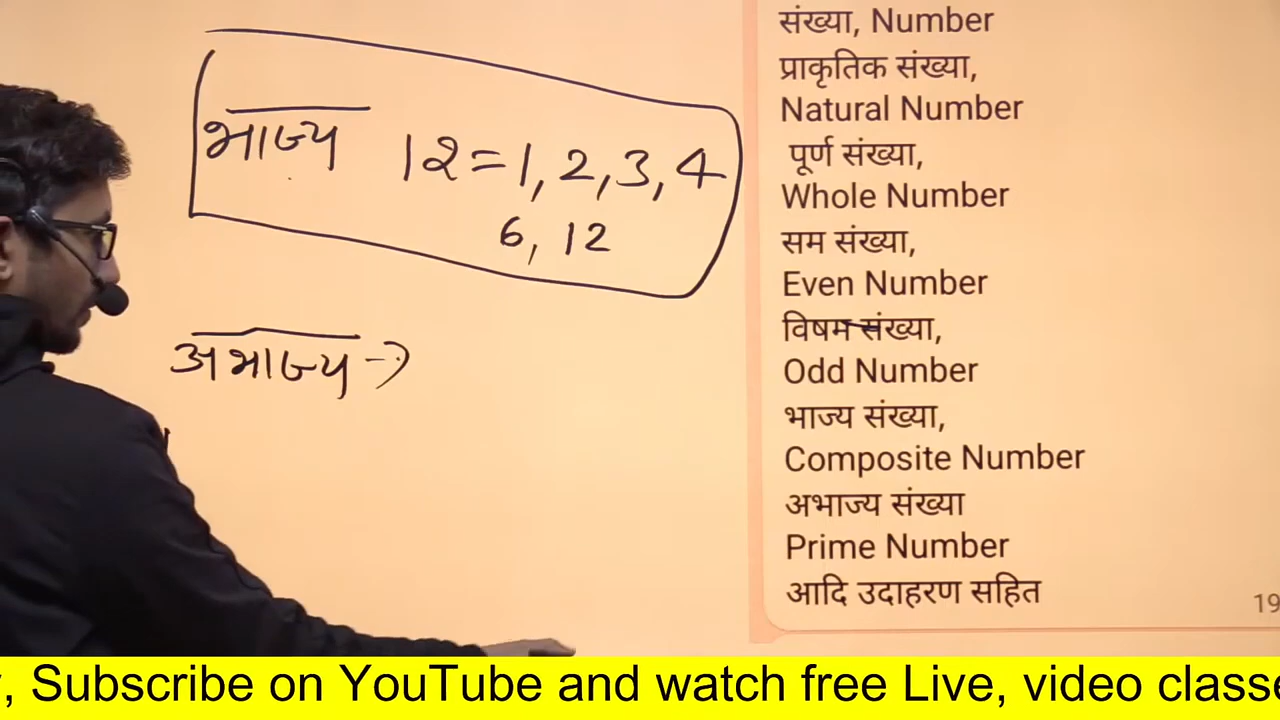 भाज्य 12=1, 2, 3, 4
6, 12
अभाज्य →
संख्या, Number
प्राकृतिक संख्या,
Natural Number
पूर्ण संख्या,
Whole Number
सम संख्या,
Even Number
विषम संख्या,
Odd Number
भाज्य संख्या,
Composite Number
अभाज्य संख्या
Prime Number
आदि उदाहरण सहित
19
, Subscribe on YouTube and watch free Live, video classe